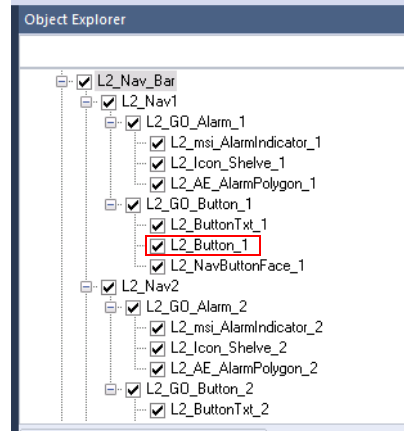 Object Explorer
L2_Nav_Bar
L2_Nav1
L2_GO_Alarm_1
L2_msi_AlarmIndicator_1
L2_Icon_Shelve_1
L2_AE_AlarmPolygon_1
L2_GO_Button_1
L2_ButtonTxt_1
L2_Button_1
L2_NavButtonFace_1
L2_Nav2
L2_GO_Alarm_2
L2_msi_AlarmIndicator_2
L2_Icon_Shelve_2
L2_AE_AlarmPolygon_2
L2_GO_Button_2
L2_ButtonTxt_2